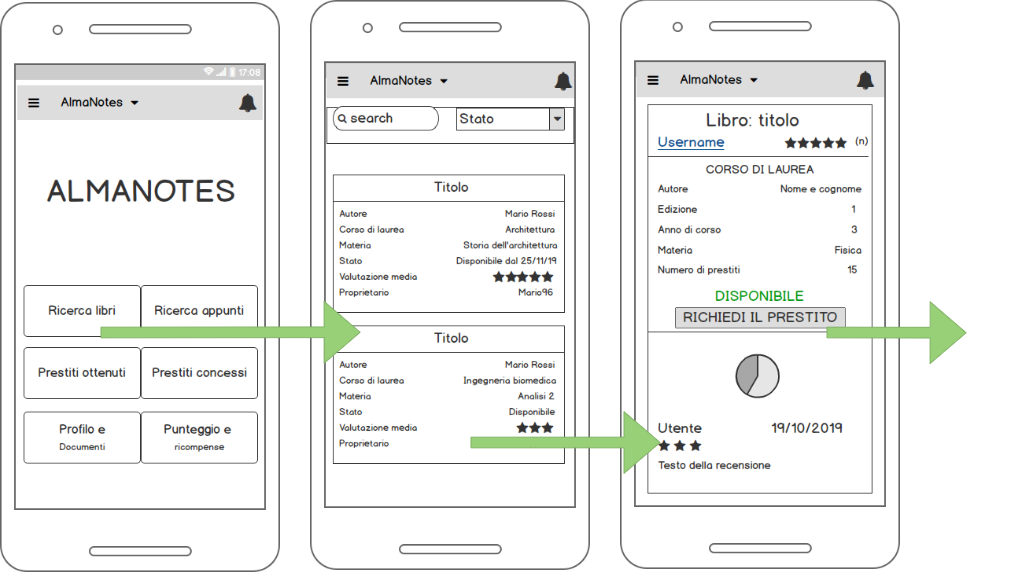 17:08
AlmaNotes
ALMANOTES
Ricerca libri
Ricerca appunti
Prestiti ottenuti
Prestiti concessi
Profilo e
Documenti
Punteggio e
ricompense
AlmaNotes
search
Stato
Titolo
Autore Mario Rossi
Corso di laurea Architettura
Materia Storia dell'architettura
Stato Disponibile dal 25/11/19
Valutazione media
Proprietario Mario96
Titolo
Autore Mario Rossi
Corso di laurea Ingegneria biomedica
Materia Analisi 2
Stato Disponibile
Valutazione media
Proprietario
AlmaNotes
Libro: titolo
Username (n)
CORSO DI LAUREA
Autore Nome e cognome
Edizione 1
Anno di corso 3
Materia Fisica
Numero di prestiti 15
DISPONIBILE
RICHIEDI IL PRESTITO
Utente 19/10/2019
Testo della recensione